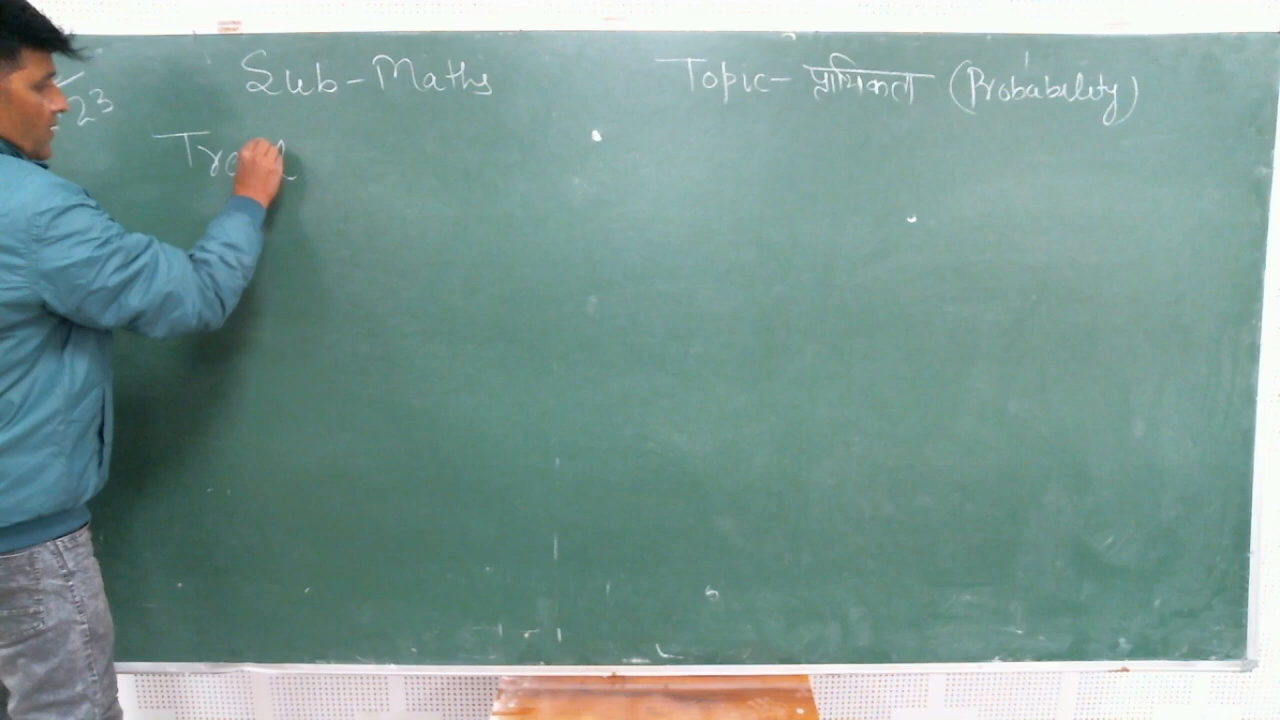 23 Sub-Maths Topic- प्रायिकता (Probability)